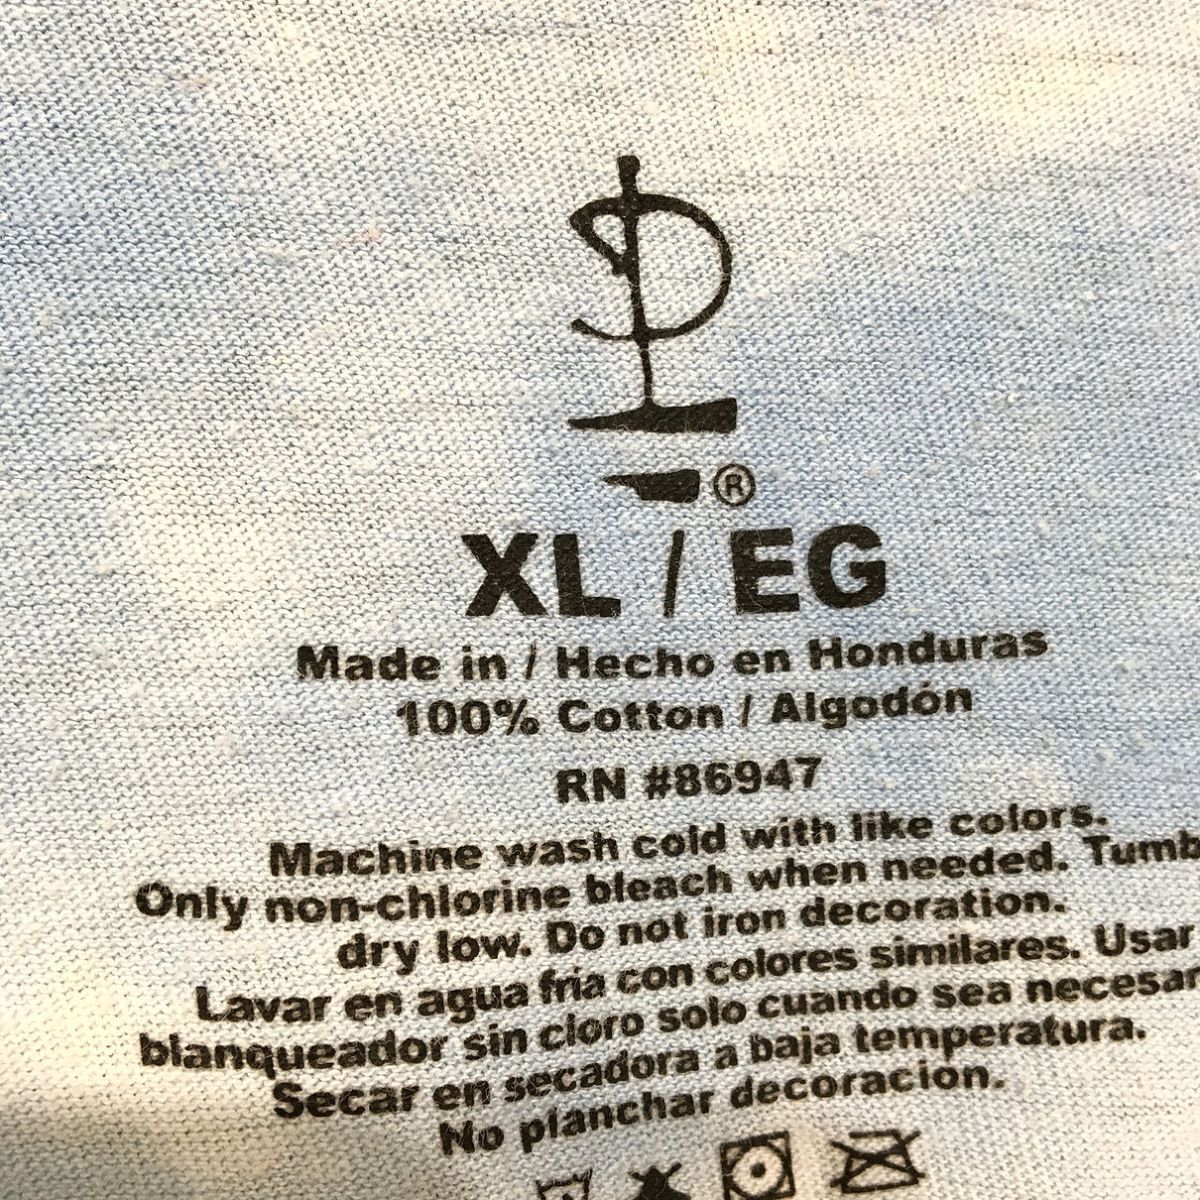 ®
XL / EG
Made in / Hecho en Honduras
100% Cotton / Algodón
RN #86947
Machine wash cold with like colors.
Only non-chlorine bleach when needed. Tumb
dry low. Do not iron decoration.
Lavar en agua fria con colores similares. Usar
blanqueador sin cloro solo cuando sea necesar
Secar en secadora a baja temperatura.
No planchar decoracion.